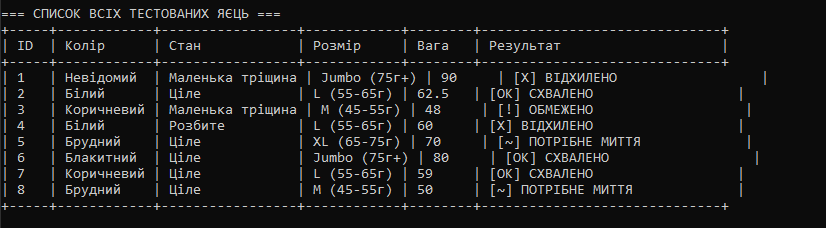 === СПИСОК ВСІХ ТЕСТОВАНИХ ЯЄЦЬ ===
+-----+------------+-----------------+------------+--------+------------------------------+
| ID  | Колір      | Стан            | Розмір     | Вага   | Результат                    |
+-----+------------+-----------------+------------+--------+------------------------------+
| 1   | Невідомий  | Маленька тріщина | Jumbo (75г+) | 90     | [X] ВІДХИЛЕНО                  |
| 2   | Білий      | Ціле            | L (55-65г) | 62.5   | [OK] СХВАЛЕНО                  |
| 3   | Коричневий | Маленька тріщина | M (45-55г) | 48     | [!] ОБМЕЖЕНО                   |
| 4   | Білий      | Розбите         | L (55-65г) | 60     | [X] ВІДХИЛЕНО                  |
| 5   | Брудний    | Ціле            | XL (65-75г) | 70     | [~] ПОТРІБНЕ МИТТЯ             |
| 6   | Блакитний  | Ціле            | Jumbo (75г+) | 80     | [OK] СХВАЛЕНО                  |
| 7   | Коричневий | Ціле            | L (55-65г) | 59     | [OK] СХВАЛЕНО                  |
| 8   | Брудний    | Ціле            | M (45-55г) | 50     | [~] ПОТРІБНЕ МИТТЯ             |
+-----+------------+-----------------+------------+--------+------------------------------+